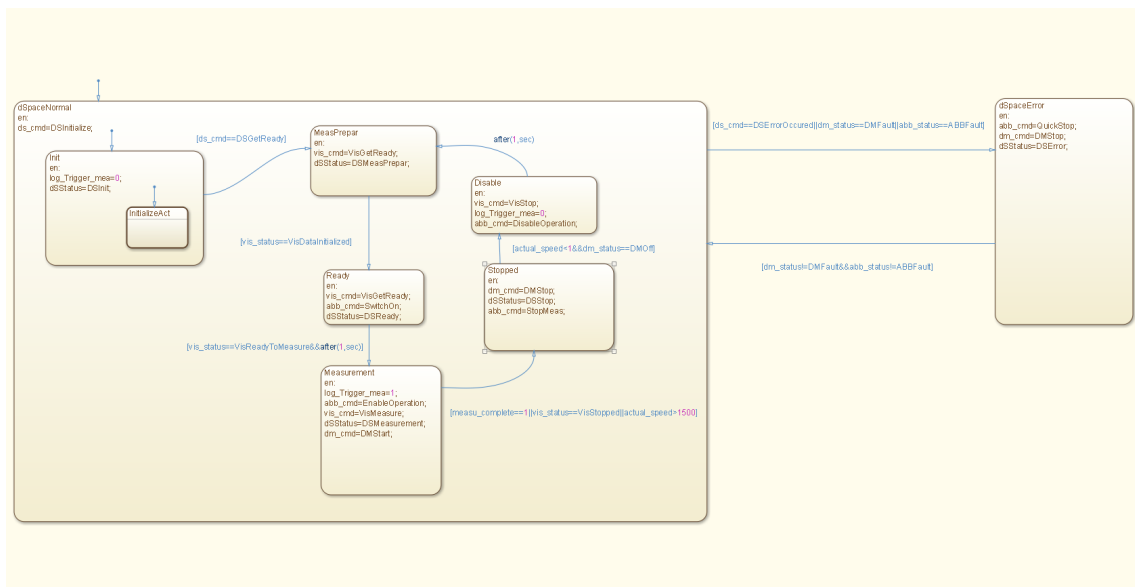 dSpaceNormal
en:
ds_cmd=DSInitialize;
Init
en:
log_Trigger_mea=0;
dSStatus=DSInit;
InitializeAct
[ds_cmd==DSGetReady]
MeasPrepar
en:
vis_cmd=VisGetReady;
dSStatus=DSMeasPrepar;
after(1,sec)
Disable
en:
vis_cmd=VisStop;
log_Trigger_mea=0;
abb_cmd=DisableOperation;
[vis_status==VisDataInitialized]
[actual_speed<1&&dm_status==DMOff]
Ready
en:
vis_cmd=VisGetReady;
abb_cmd=SwitchOn;
dSStatus=DSReady;
Stopped
en:
dm_cmd=DMStop;
dSStatus=DSStop;
abb_cmd=StopMeas;
[vis_status==VisReadyToMeasure&&after(1,sec)]
Measurement
en:
log_Trigger_mea=1;
abb_cmd=EnableOperation;
vis_cmd=VisMeasure;
dSStatus=DSMeasurement;
dm_cmd=DMStart;
[measu_complete==1||vis_status==VisStopped||actual_speed>1500]
[ds_cmd==DSErrorOccured||dm_status==DMFault||abb_status==ABBFault]
[dm_status!=DMFault&&abb_status!=ABBFault]
dSpaceError
en:
abb_cmd=QuickStop;
dm_cmd=DMStop;
dSStatus=DSError;